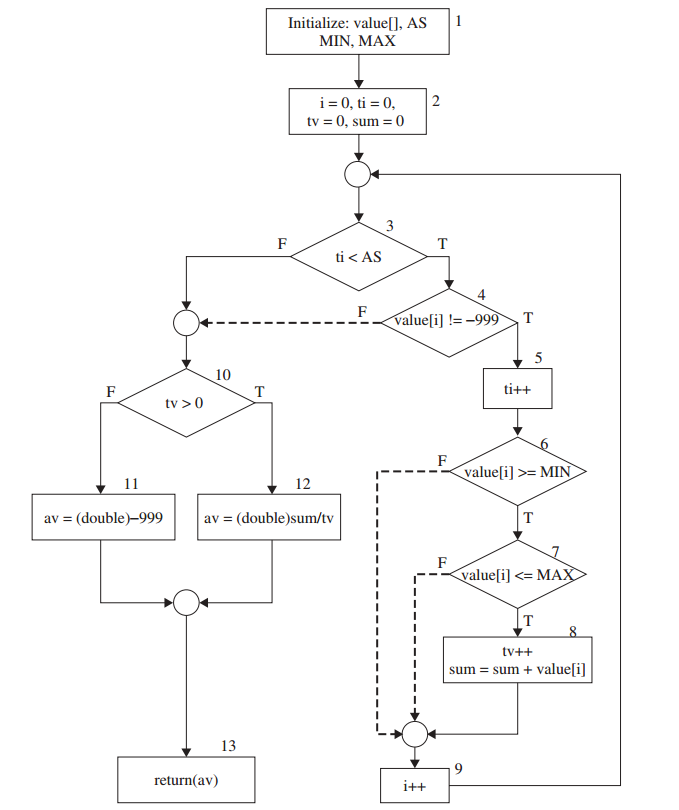 Initialize: value[], AS
MIN, MAX
1
i = 0, ti = 0,
tv = 0, sum = 0
2
3
F
ti < AS
T
4
F
value[i] != –999
T
5
ti++
10
F
tv > 0
T
6
F
value[i] >= MIN
T
11
av = (double)–999
12
av = (double)sum/tv
7
F
value[i] <= MAX
T
8
tv++
sum = sum + value[i]
13
return(av)
9
i++